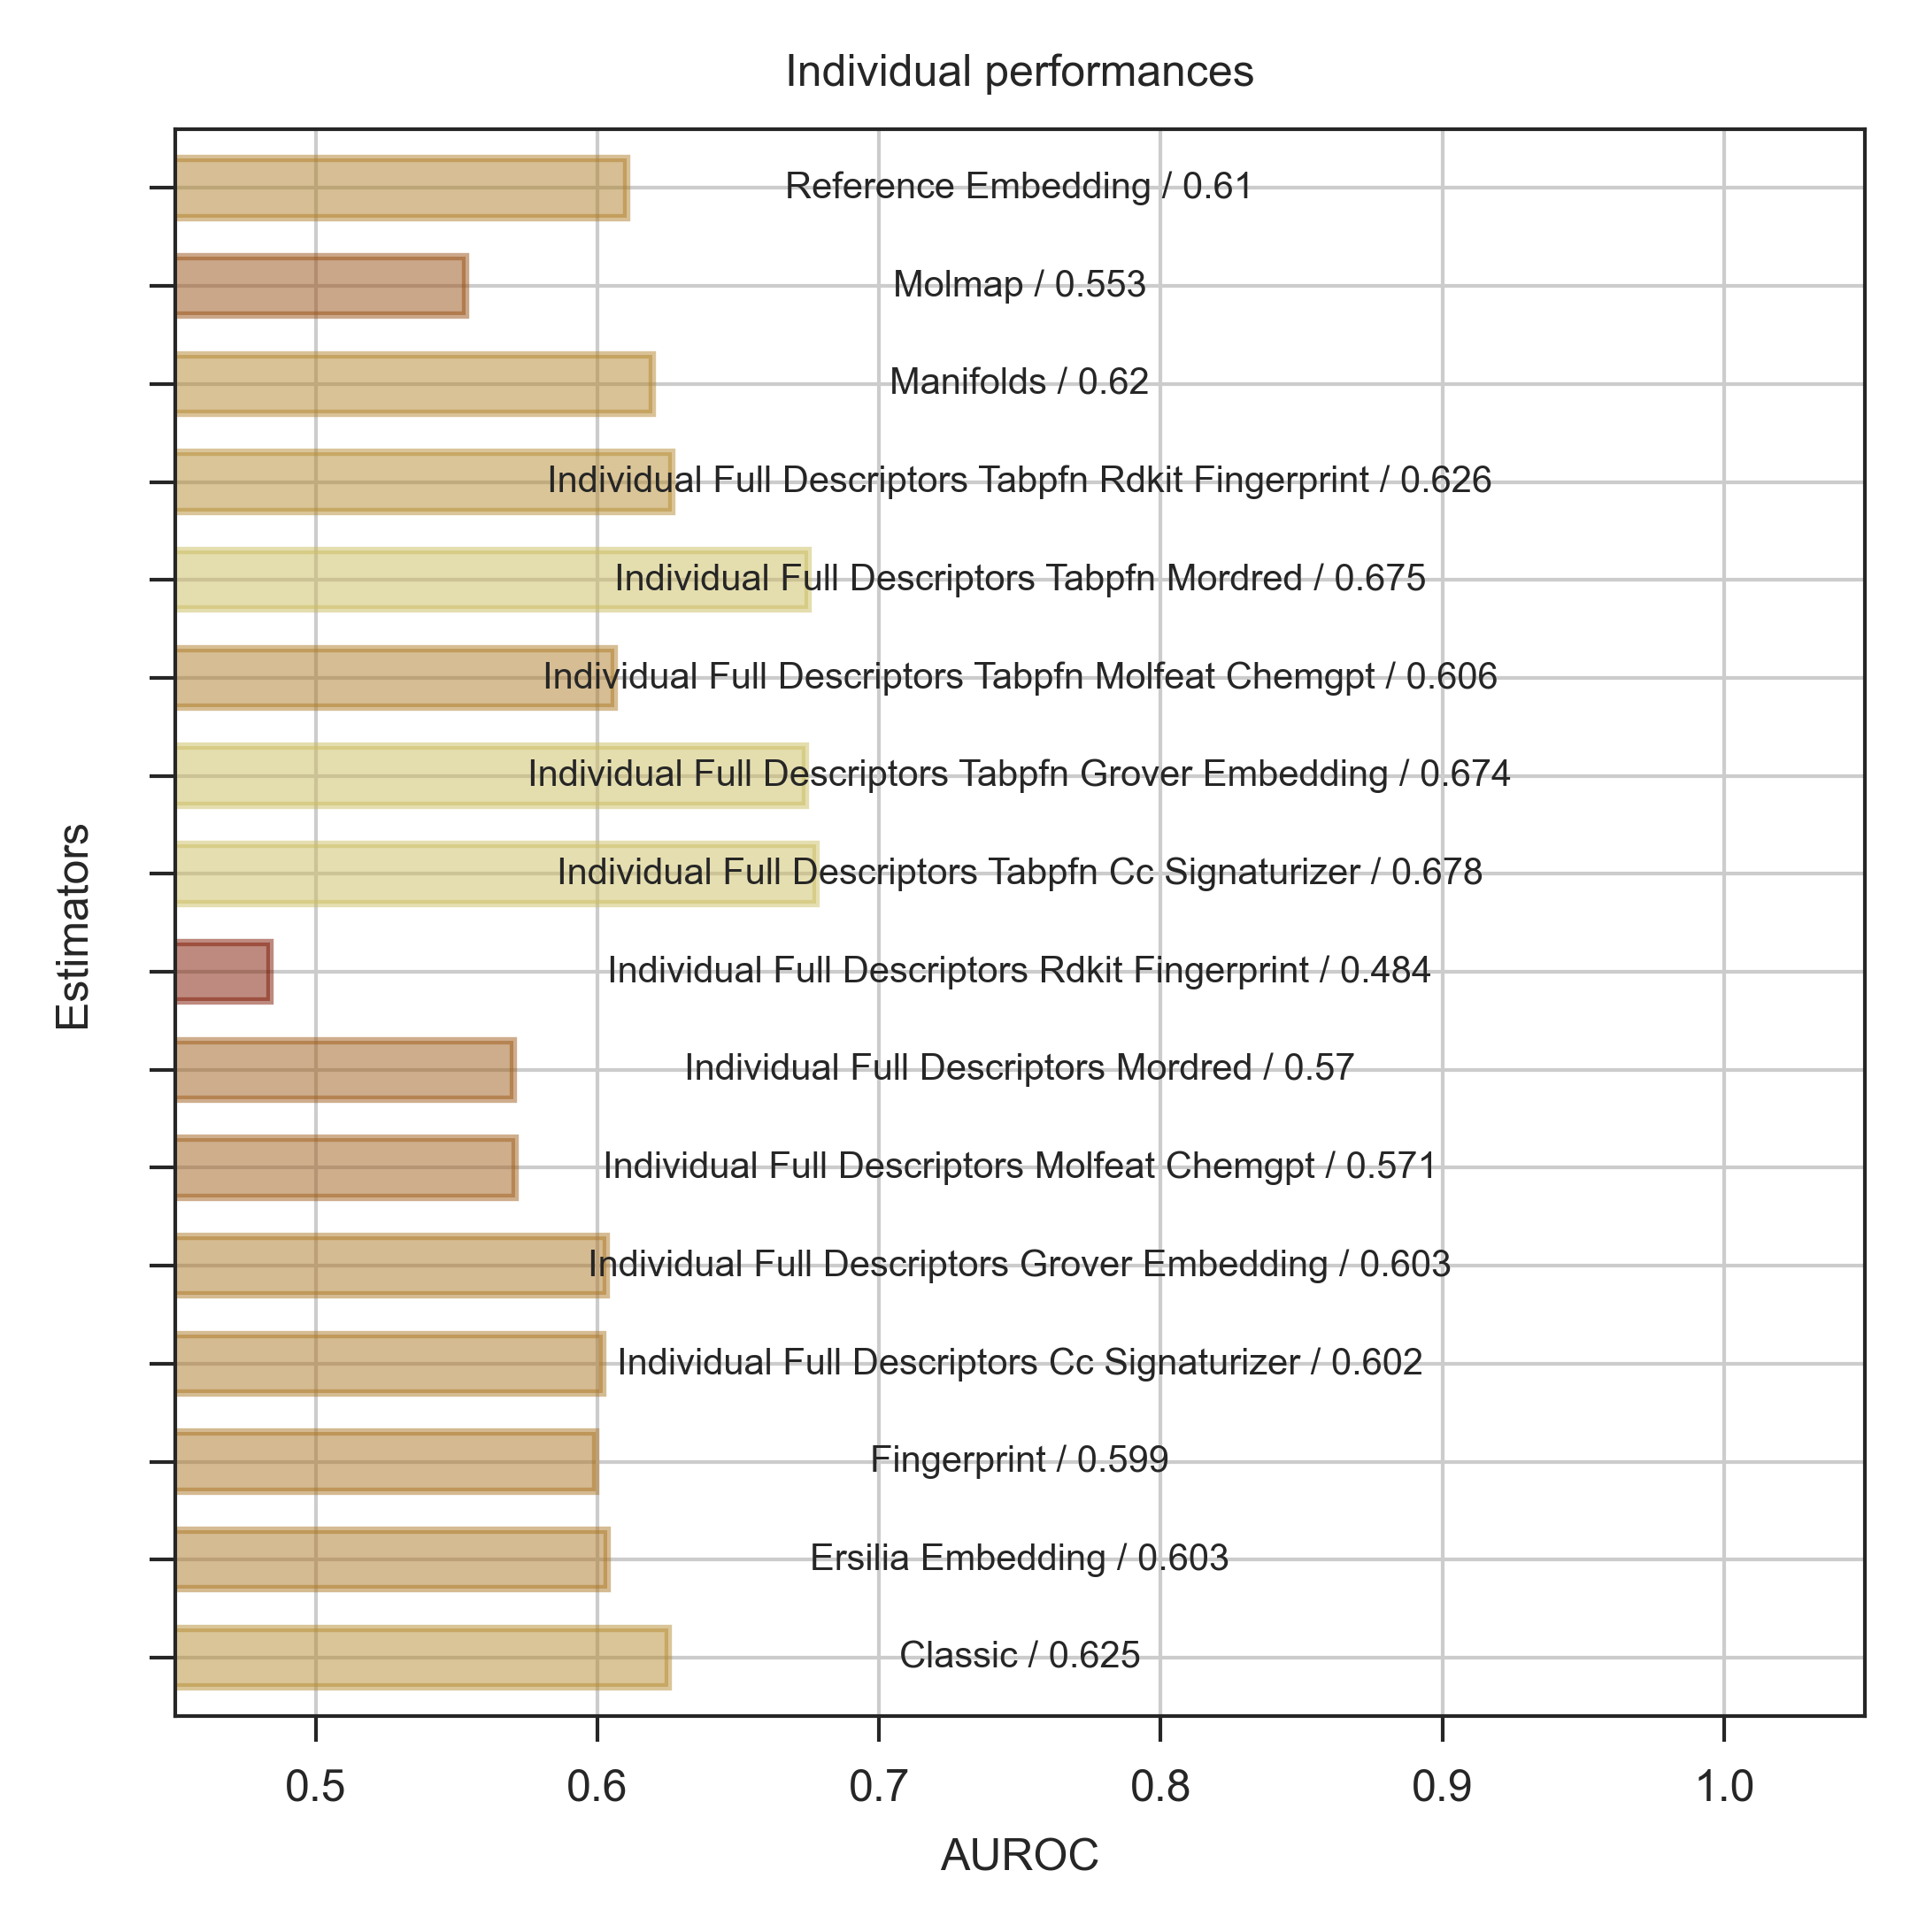 Individual performances
Reference Embedding / 0.61
Molmap / 0.553
Manifolds / 0.62
Individual Full Descriptors Tabpfn Rdkit Fingerprint / 0.626
Individual Full Descriptors Tabpfn Mordred / 0.675
Individual Full Descriptors Tabpfn Molfeat Chemgpt / 0.606
Individual Full Descriptors Tabpfn Grover Embedding / 0.674
Individual Full Descriptors Tabpfn Cc Signaturizer / 0.678
Individual Full Descriptors Rdkit Fingerprint / 0.484
Individual Full Descriptors Mordred / 0.57
Individual Full Descriptors Molfeat Chemgpt / 0.571
Individual Full Descriptors Grover Embedding / 0.603
Individual Full Descriptors Cc Signaturizer / 0.602
Fingerprint / 0.599
Ersilia Embedding / 0.603
Classic / 0.625
Estimators
0.5 0.6 0.7 0.8 0.9 1.0
AUROC